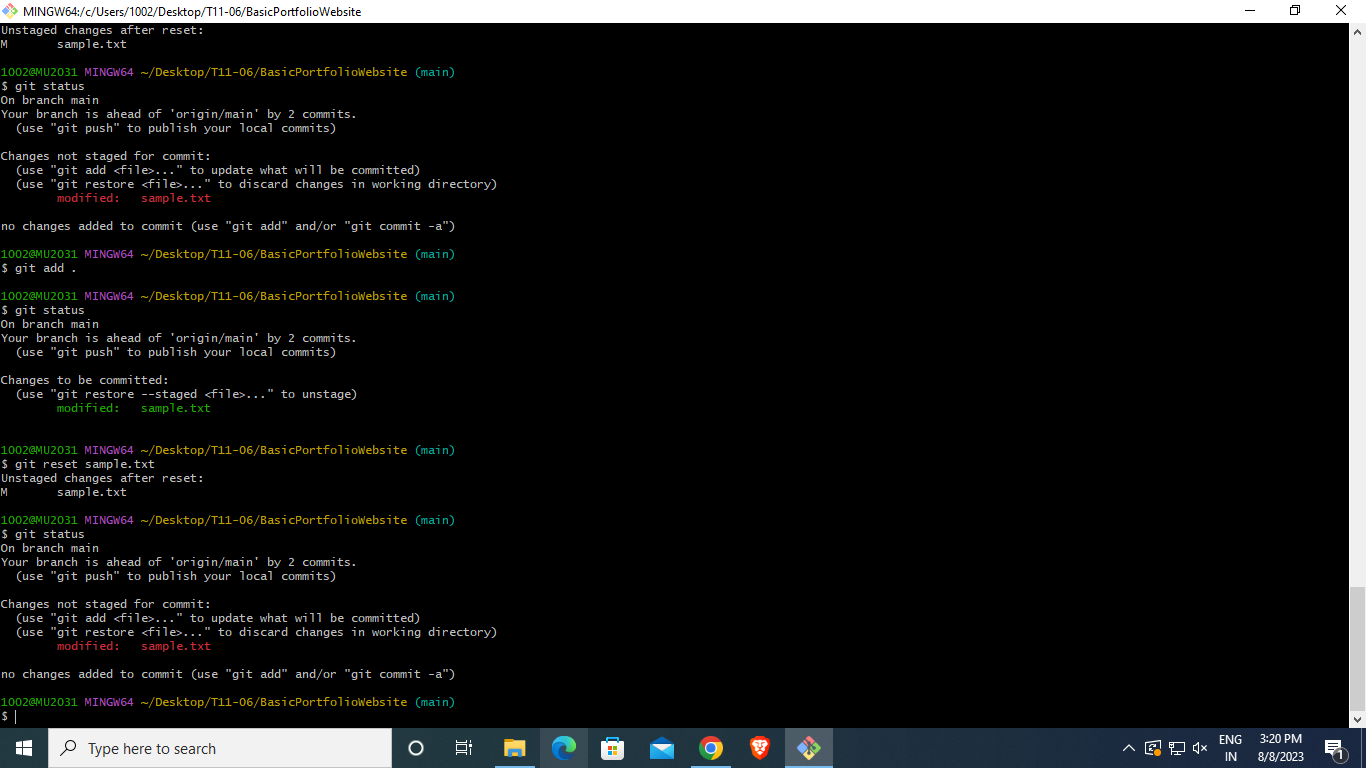 MINGW64:/c/Users/1002/Desktop/T11-06/BasicPortfolioWebsite
Unstaged changes after reset:
M       sample.txt
1002@MU2031 MINGW64 ~/Desktop/T11-06/BasicPortfolioWebsite (main)
$ git status
On branch main
Your branch is ahead of 'origin/main' by 2 commits.
  (use "git push" to publish your local commits)
Changes not staged for commit:
  (use "git add <file>..." to update what will be committed)
  (use "git restore <file>..." to discard changes in working directory)
        modified:   sample.txt
no changes added to commit (use "git add" and/or "git commit -a")
1002@MU2031 MINGW64 ~/Desktop/T11-06/BasicPortfolioWebsite (main)
$ git add .
1002@MU2031 MINGW64 ~/Desktop/T11-06/BasicPortfolioWebsite (main)
$ git status
On branch main
Your branch is ahead of 'origin/main' by 2 commits.
  (use "git push" to publish your local commits)
Changes to be committed:
  (use "git restore --staged <file>..." to unstage)
        modified:   sample.txt
1002@MU2031 MINGW64 ~/Desktop/T11-06/BasicPortfolioWebsite (main)
$ git reset sample.txt
Unstaged changes after reset:
M       sample.txt
1002@MU2031 MINGW64 ~/Desktop/T11-06/BasicPortfolioWebsite (main)
$ git status
On branch main
Your branch is ahead of 'origin/main' by 2 commits.
  (use "git push" to publish your local commits)
Changes not staged for commit:
  (use "git add <file>..." to update what will be committed)
  (use "git restore <file>..." to discard changes in working directory)
        modified:   sample.txt
no changes added to commit (use "git add" and/or "git commit -a")
1002@MU2031 MINGW64 ~/Desktop/T11-06/BasicPortfolioWebsite (main)
$
Type here to search
ENG
IN
3:20 PM
8/8/2023
1